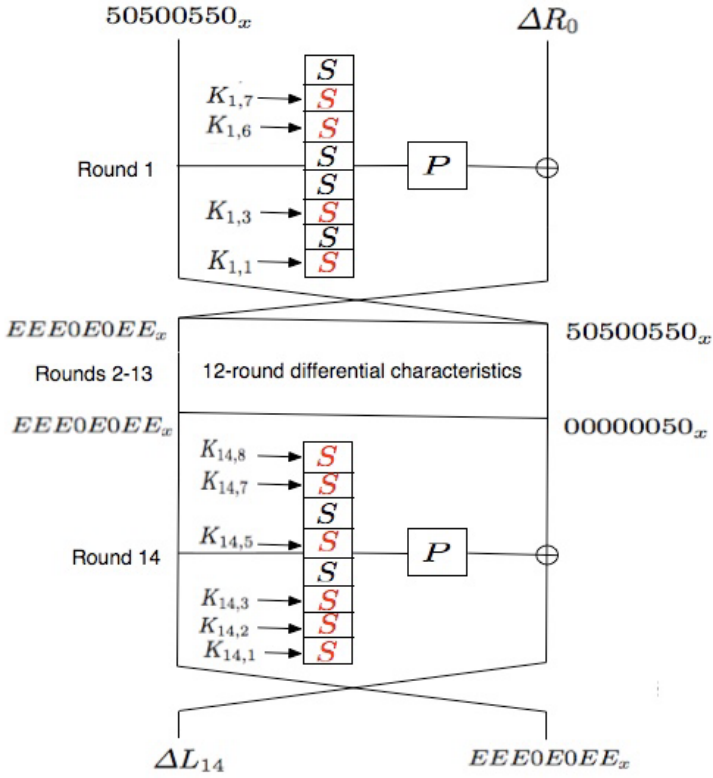 50500550ₓ ΔR₀
S
K₁,₇ S
K₁,₆ S
Round 1 S P
S
K₁,₃ S
S
K₁,₁ S
EEE0E0EEₓ 50500550ₓ
Rounds 2-13 12-round differential characteristics
EEE0E0EEₓ 00000050ₓ
K₁₄,₈ S
K₁₄,₇ S
S
Round 14 K₁₄,₅ S P
S
K₁₄,₃ S
K₁₄,₂ S
K₁₄,₁ S
ΔL₁₄ EEE0E0EEₓ